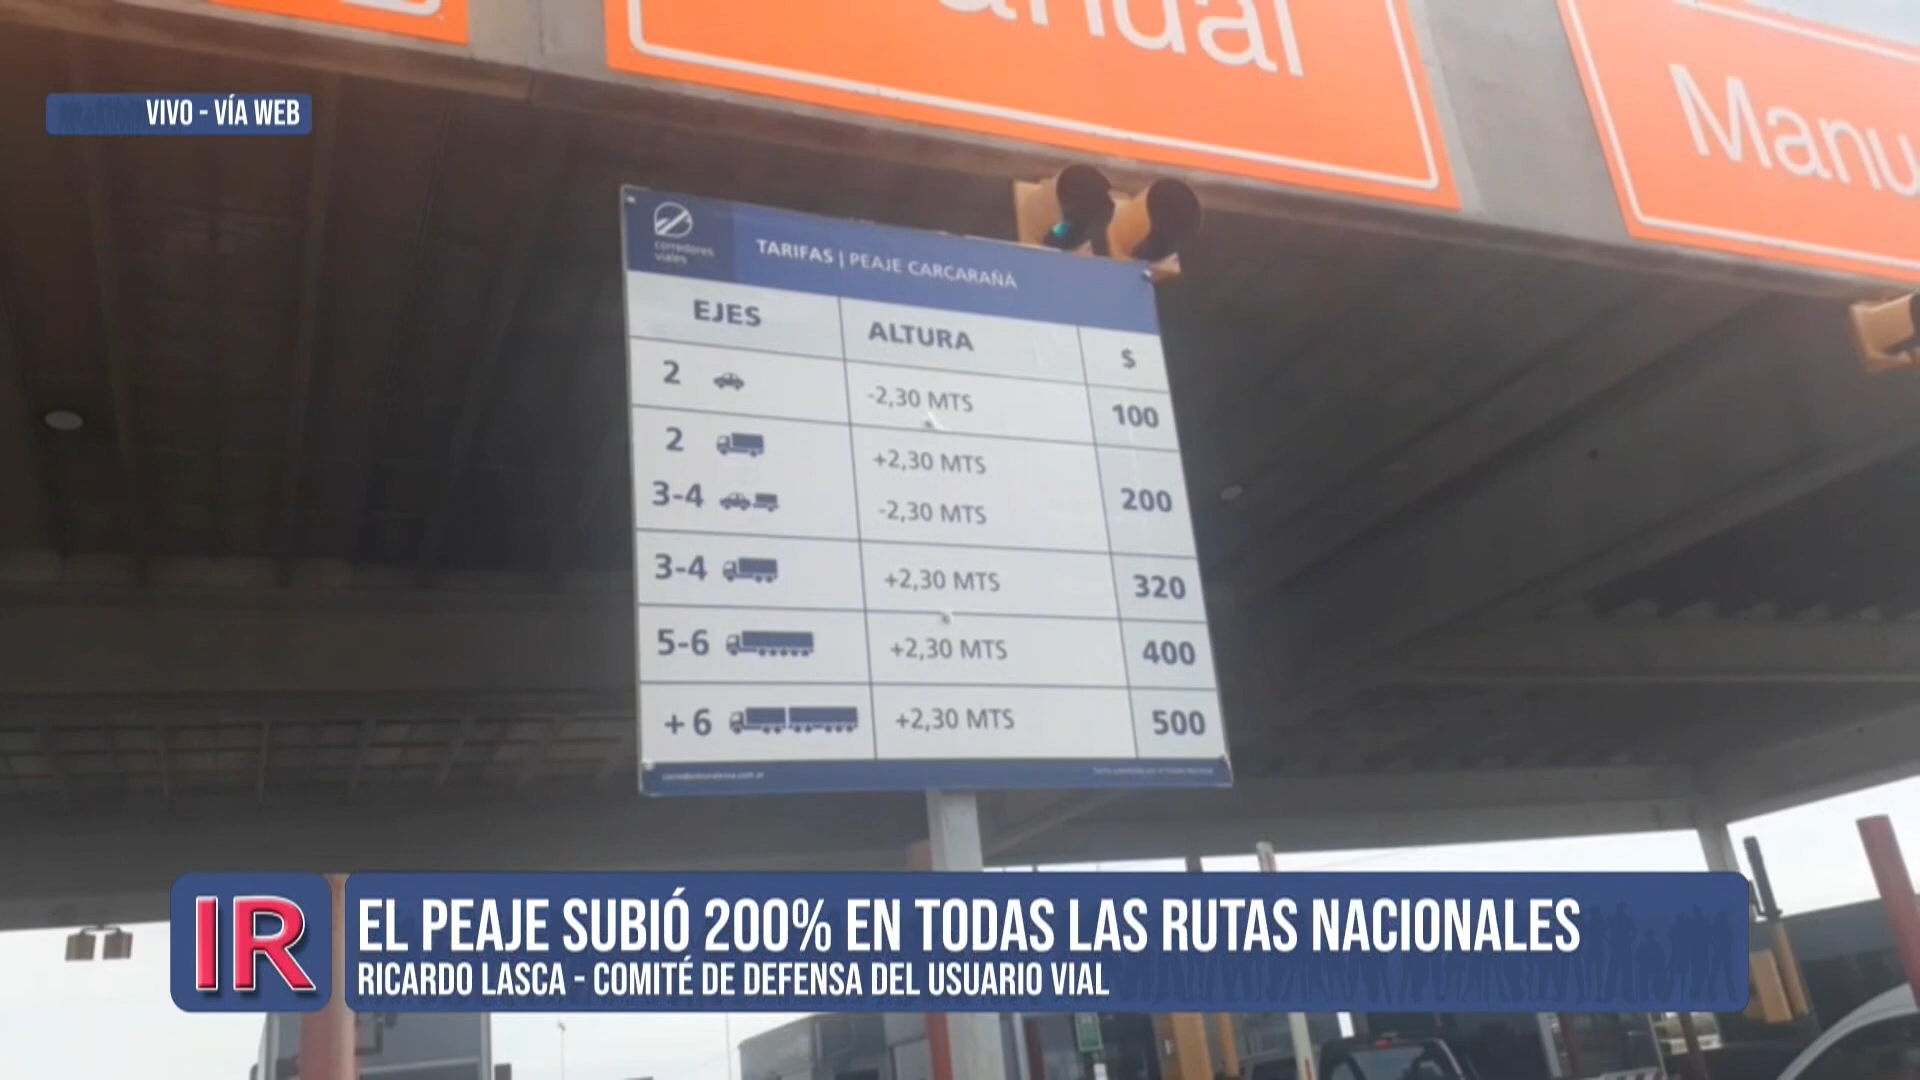 Manual
Manu
VIVO - VÍA WEB
corredores
viales
TARIFAS | PEAJE CARCARAÑÁ
EJES ALTURA $
2 -2,30 MTS 100
2 +2,30 MTS
3-4 -2,30 MTS 200
3-4 +2,30 MTS 320
5-6 +2,30 MTS 400
+6 +2,30 MTS 500
IR
EL PEAJE SUBIÓ 200% EN TODAS LAS RUTAS NACIONALES
RICARDO LASCA - COMITÉ DE DEFENSA DEL USUARIO VIAL